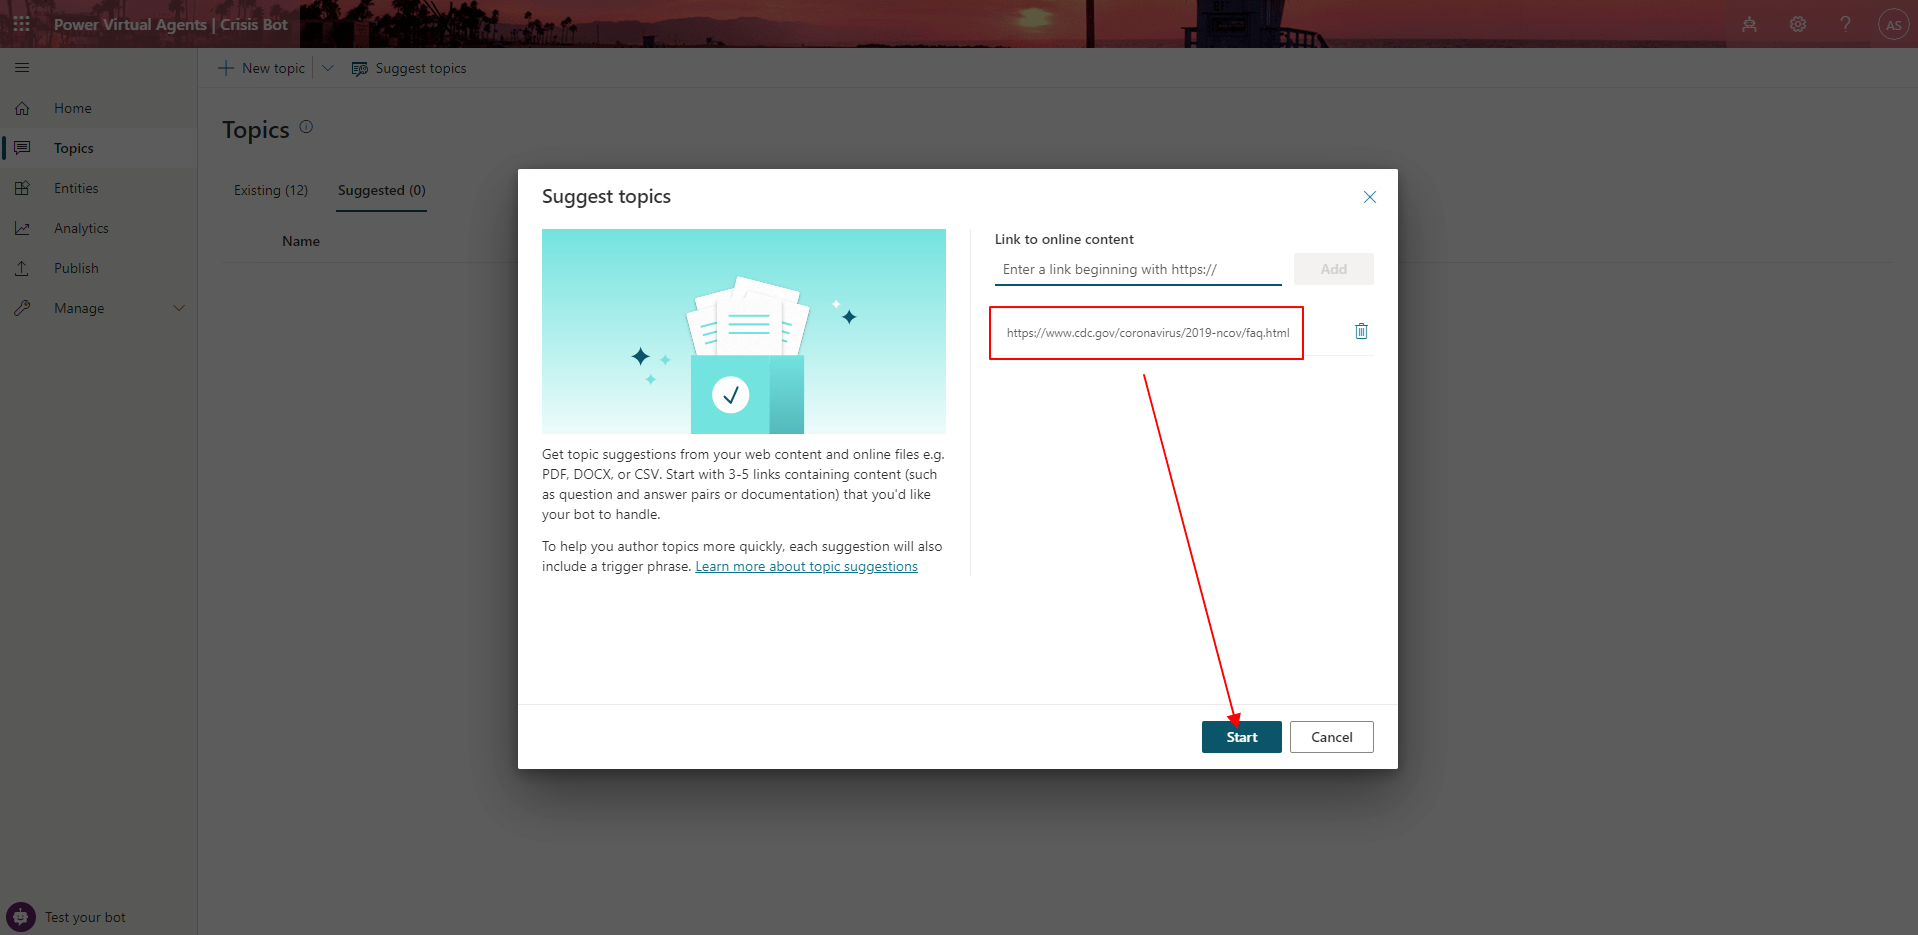 Power Virtual Agents | Crisis Bot
AS
New topic
Suggest topics
Home
Topics
Entities
Analytics
Publish
Manage
Test your bot
Topics
Existing (12)
Suggested (0)
Name
Suggest topics
Get topic suggestions from your web content and online files e.g.
PDF, DOCX, or CSV. Start with 3-5 links containing content (such
as question and answer pairs or documentation) that you'd like
your bot to handle.
To help you author topics more quickly, each suggestion will also
include a trigger phrase. Learn more about topic suggestions
Link to online content
Enter a link beginning with https://
Add
https://www.cdc.gov/coronavirus/2019-ncov/faq.html
Start
Cancel